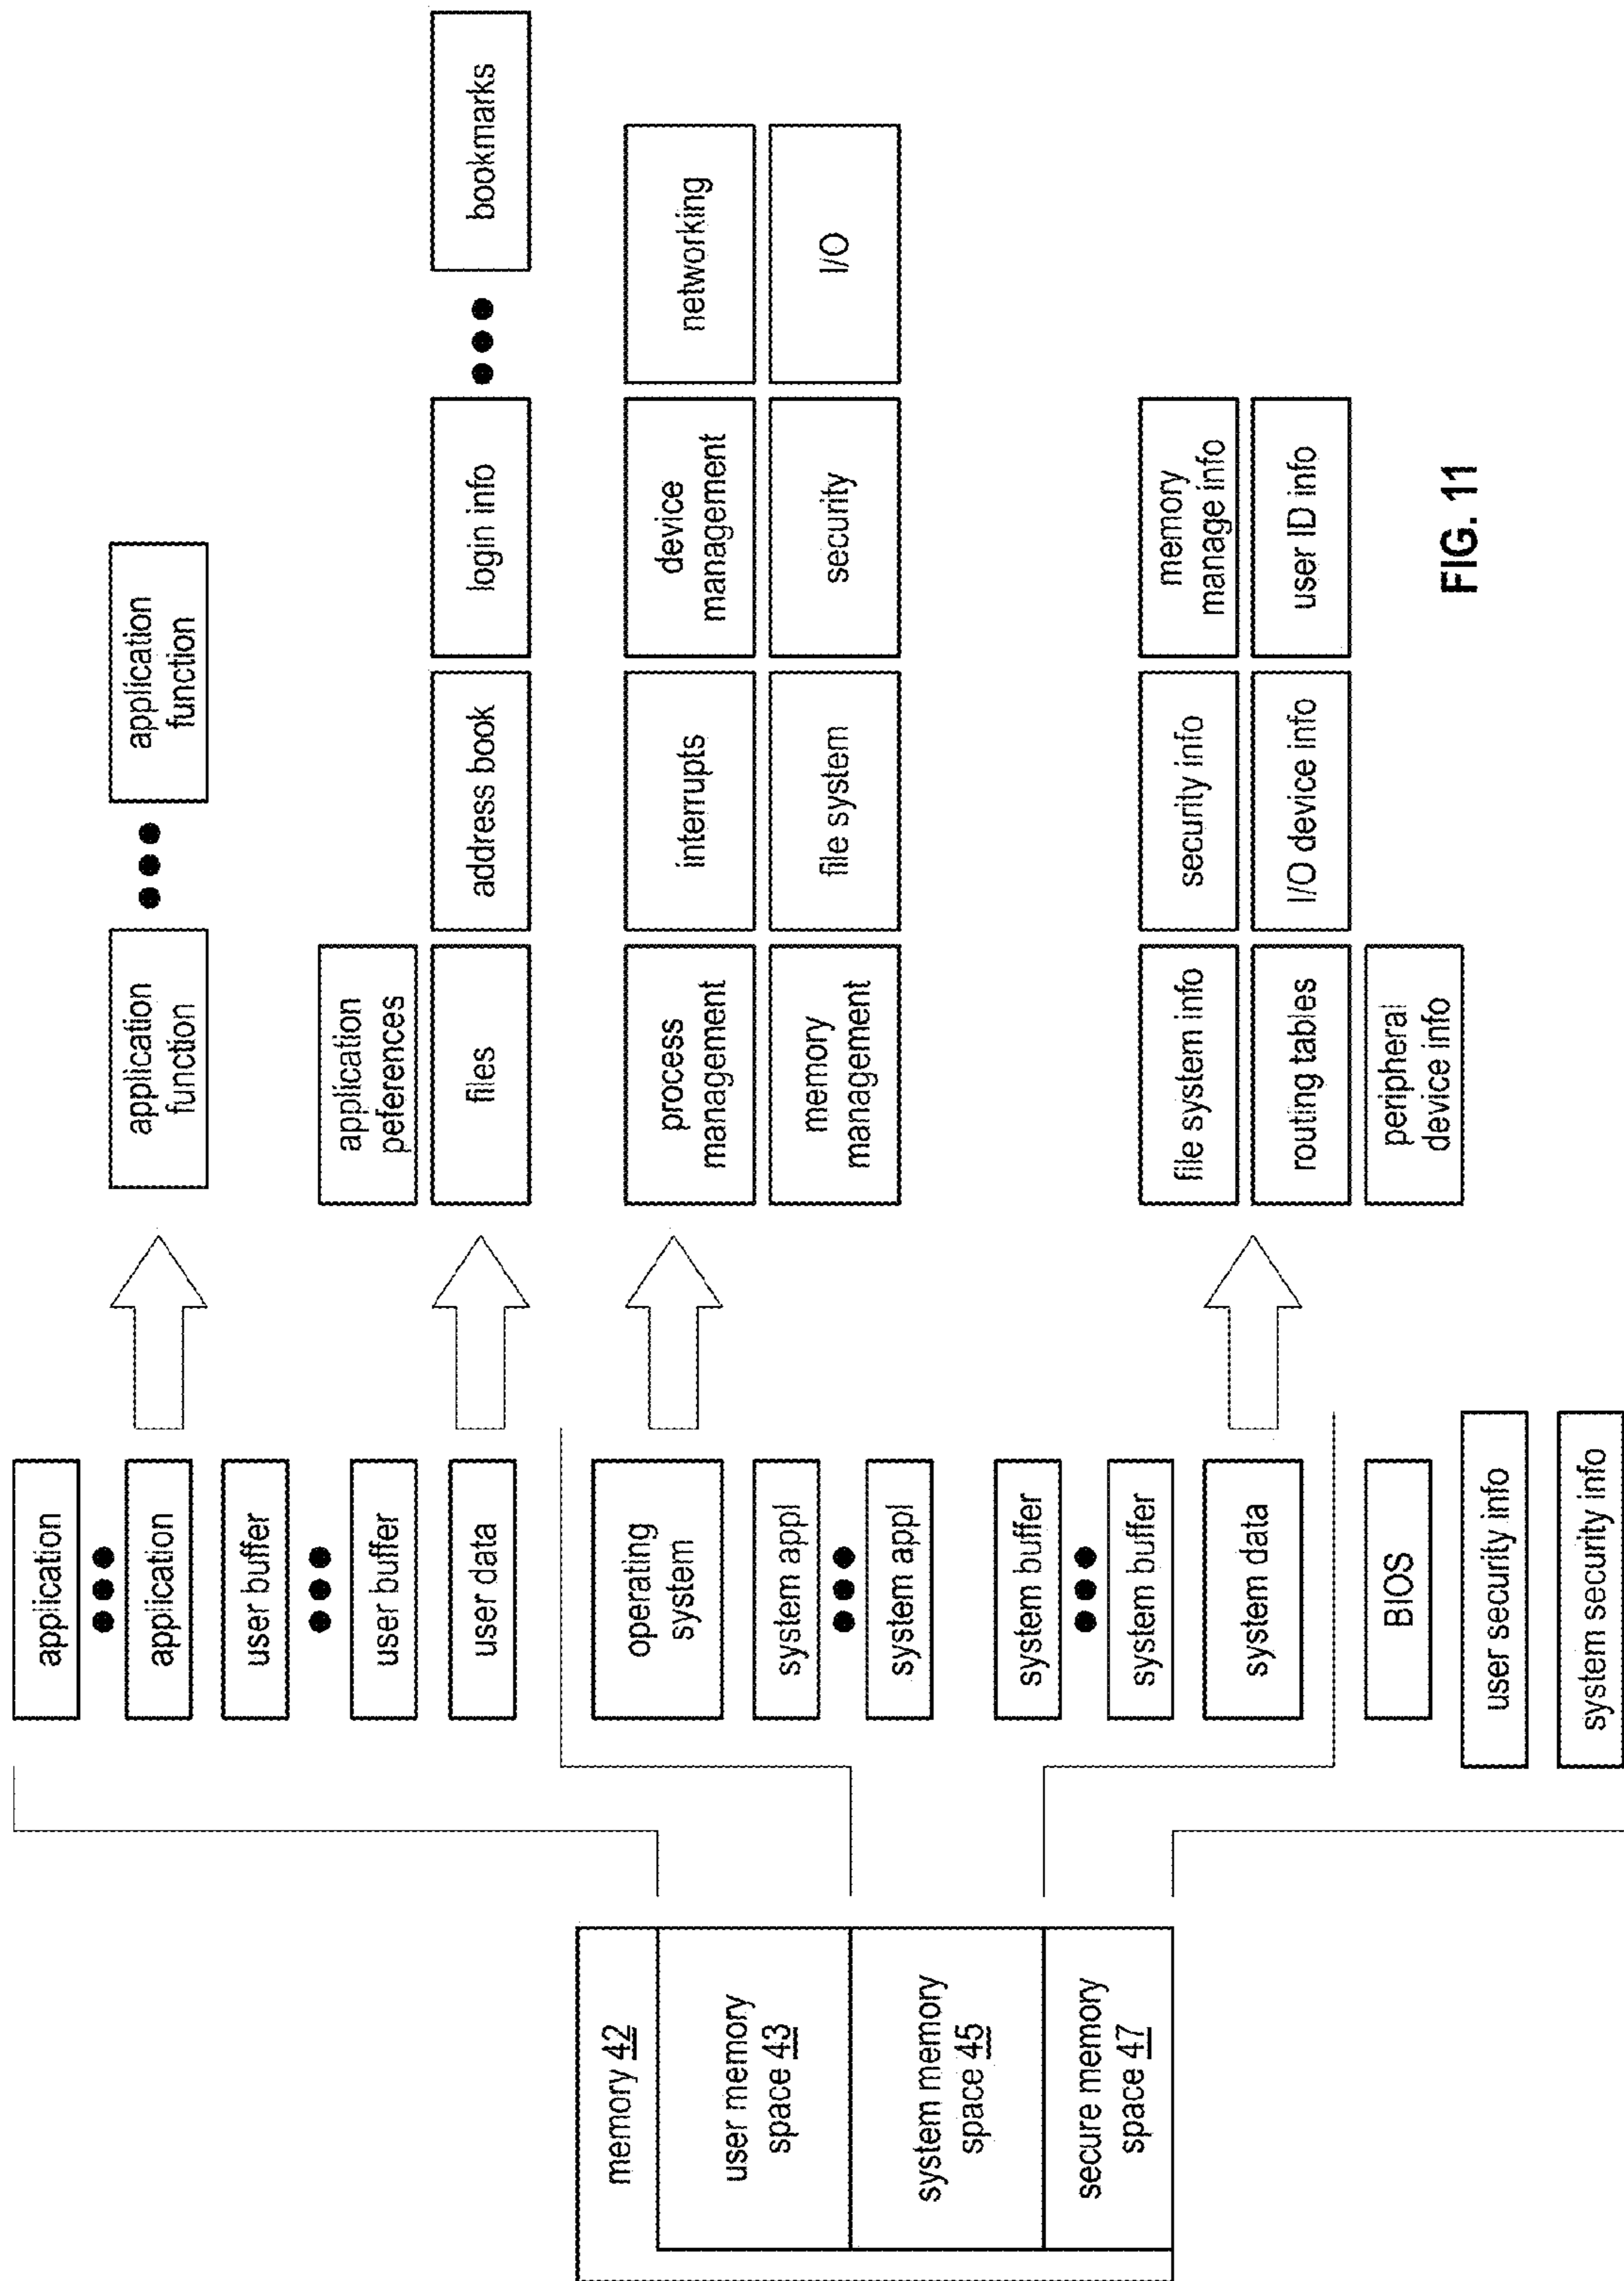 memory 42
user memory
space 43
system memory
space 45
secure memory
space 47
application
application
user buffer
user buffer
user data
operating
system
system appl
system appl
system buffer
system buffer
system data
BIOS
user security info
system security info
application
function
application
function
application
peferences
files
address book
login info
bookmarks
process
management
interrupts
device
management
networking
memory
management
file system
security
I/O
file system info
security info
memory
manage info
routing tables
I/O device info
user ID info
peripheral
device info
FIG. 11